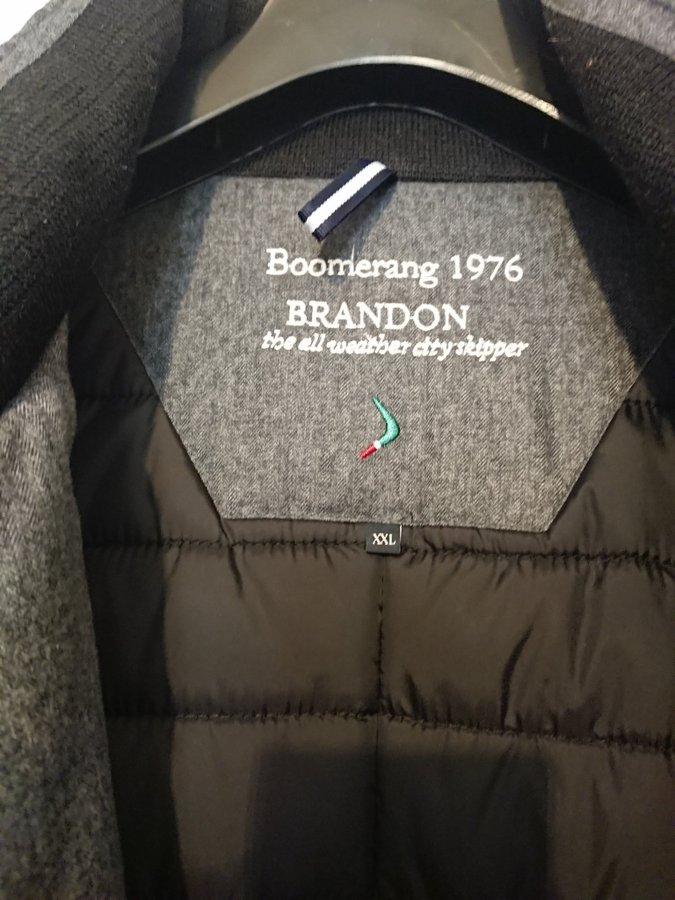 Boomerang 1976
BRANDON
the all weather city skipper
XXL